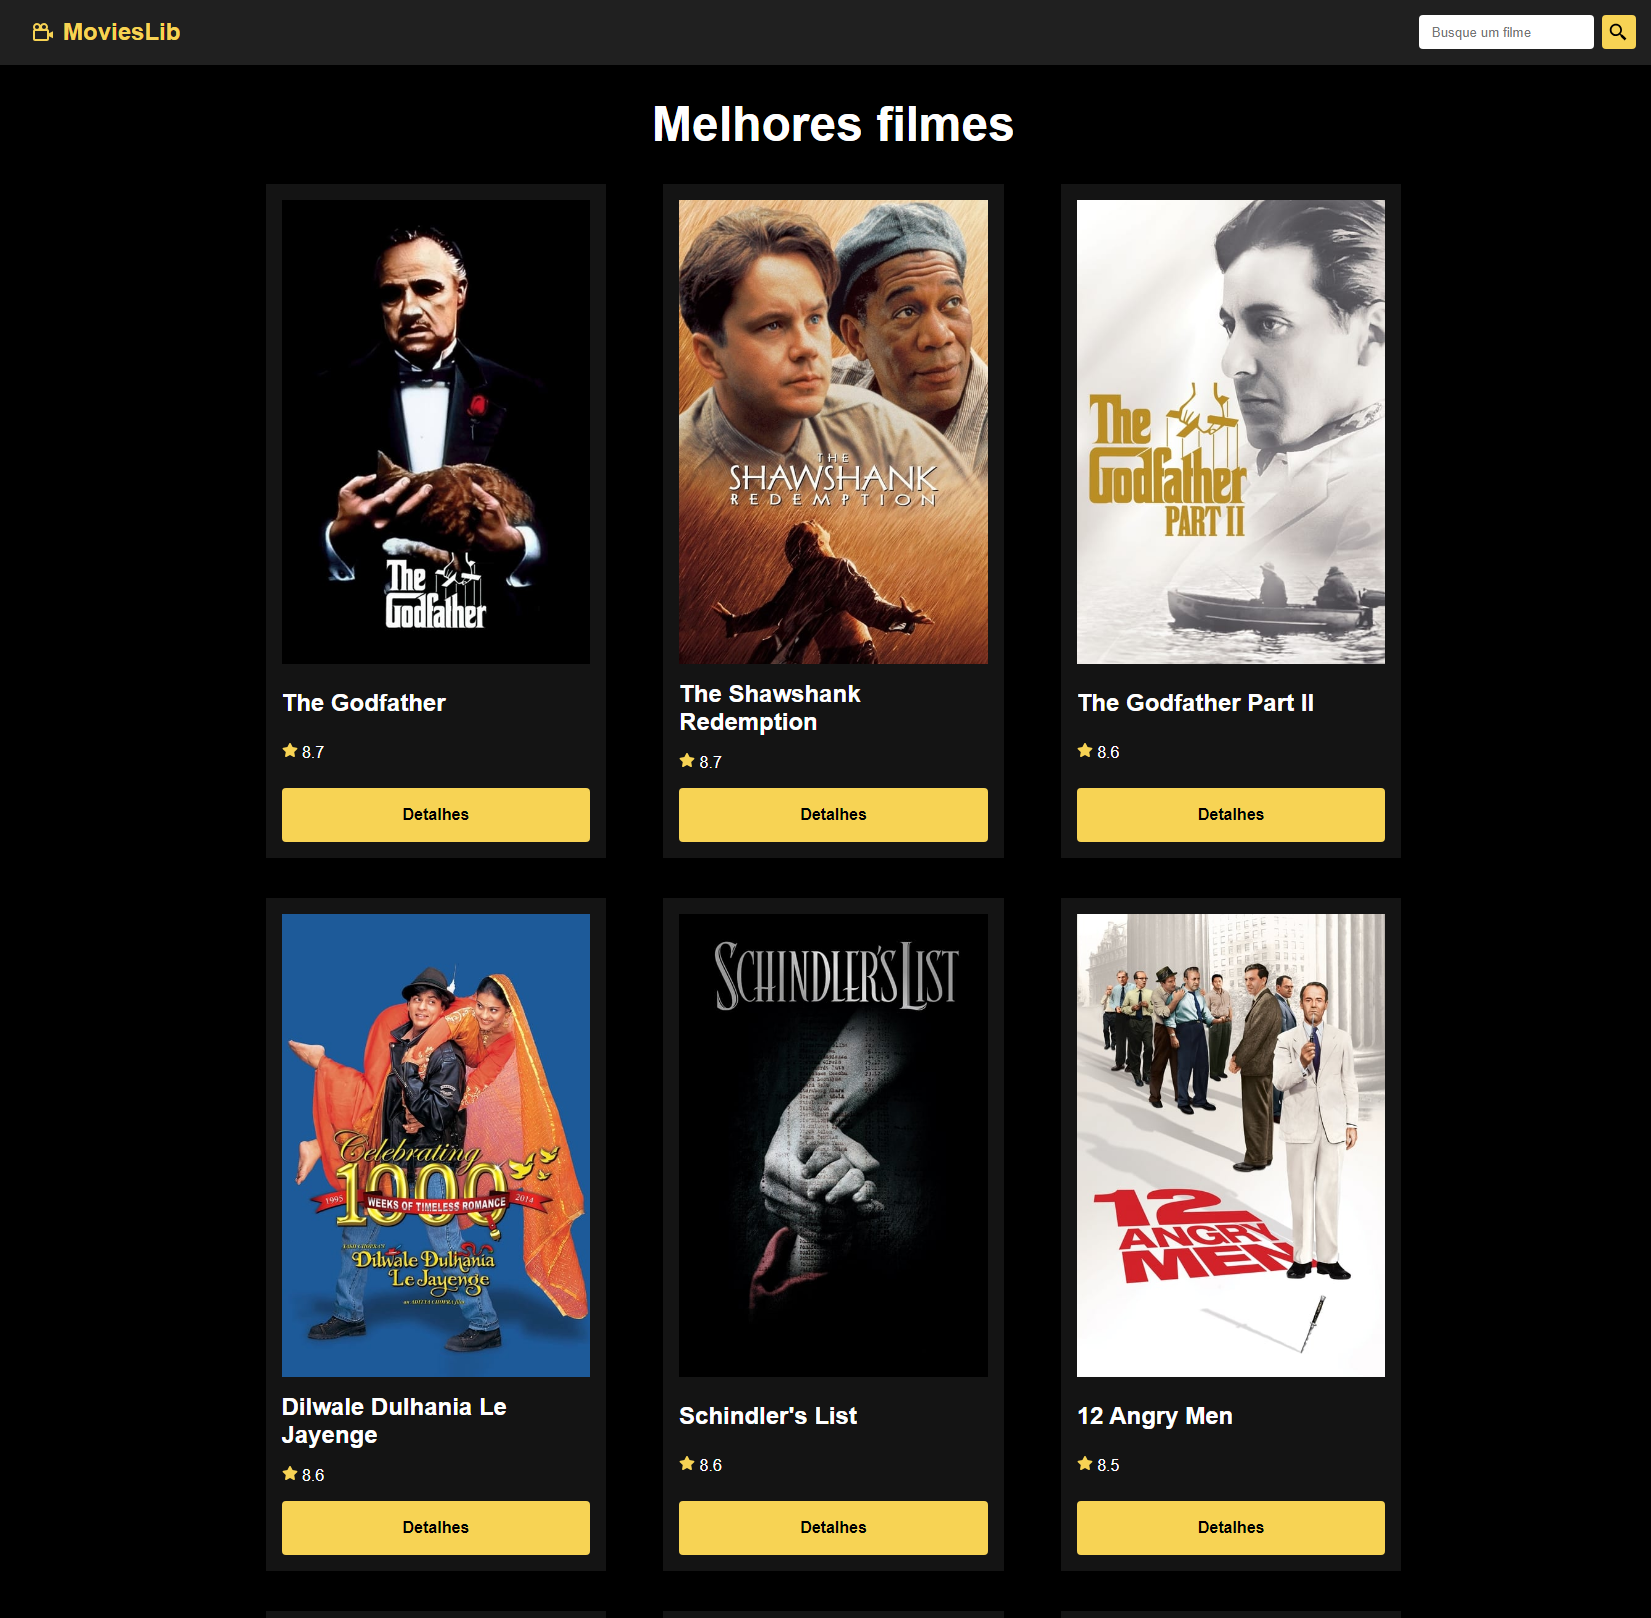 MoviesLib
Busque um filme
Melhores filmes
The
Godfather
THE
SHAWSHANK
REDEMPTION
The
Godfather
PART II
The Godfather
The Shawshank
Redemption
The Godfather Part II
8.7
8.7
8.6
Detalhes
Detalhes
Detalhes
Celebrating
1000
1995
WEEKS OF TIMELESS ROMANCE
2014
Dilwale Dulhania
Le Jayenge
SCHINDLER'S LIST
12
ANGRY
MEN
Dilwale Dulhania Le
Jayenge
Schindler's List
12 Angry Men
8.6
8.6
8.5
Detalhes
Detalhes
Detalhes